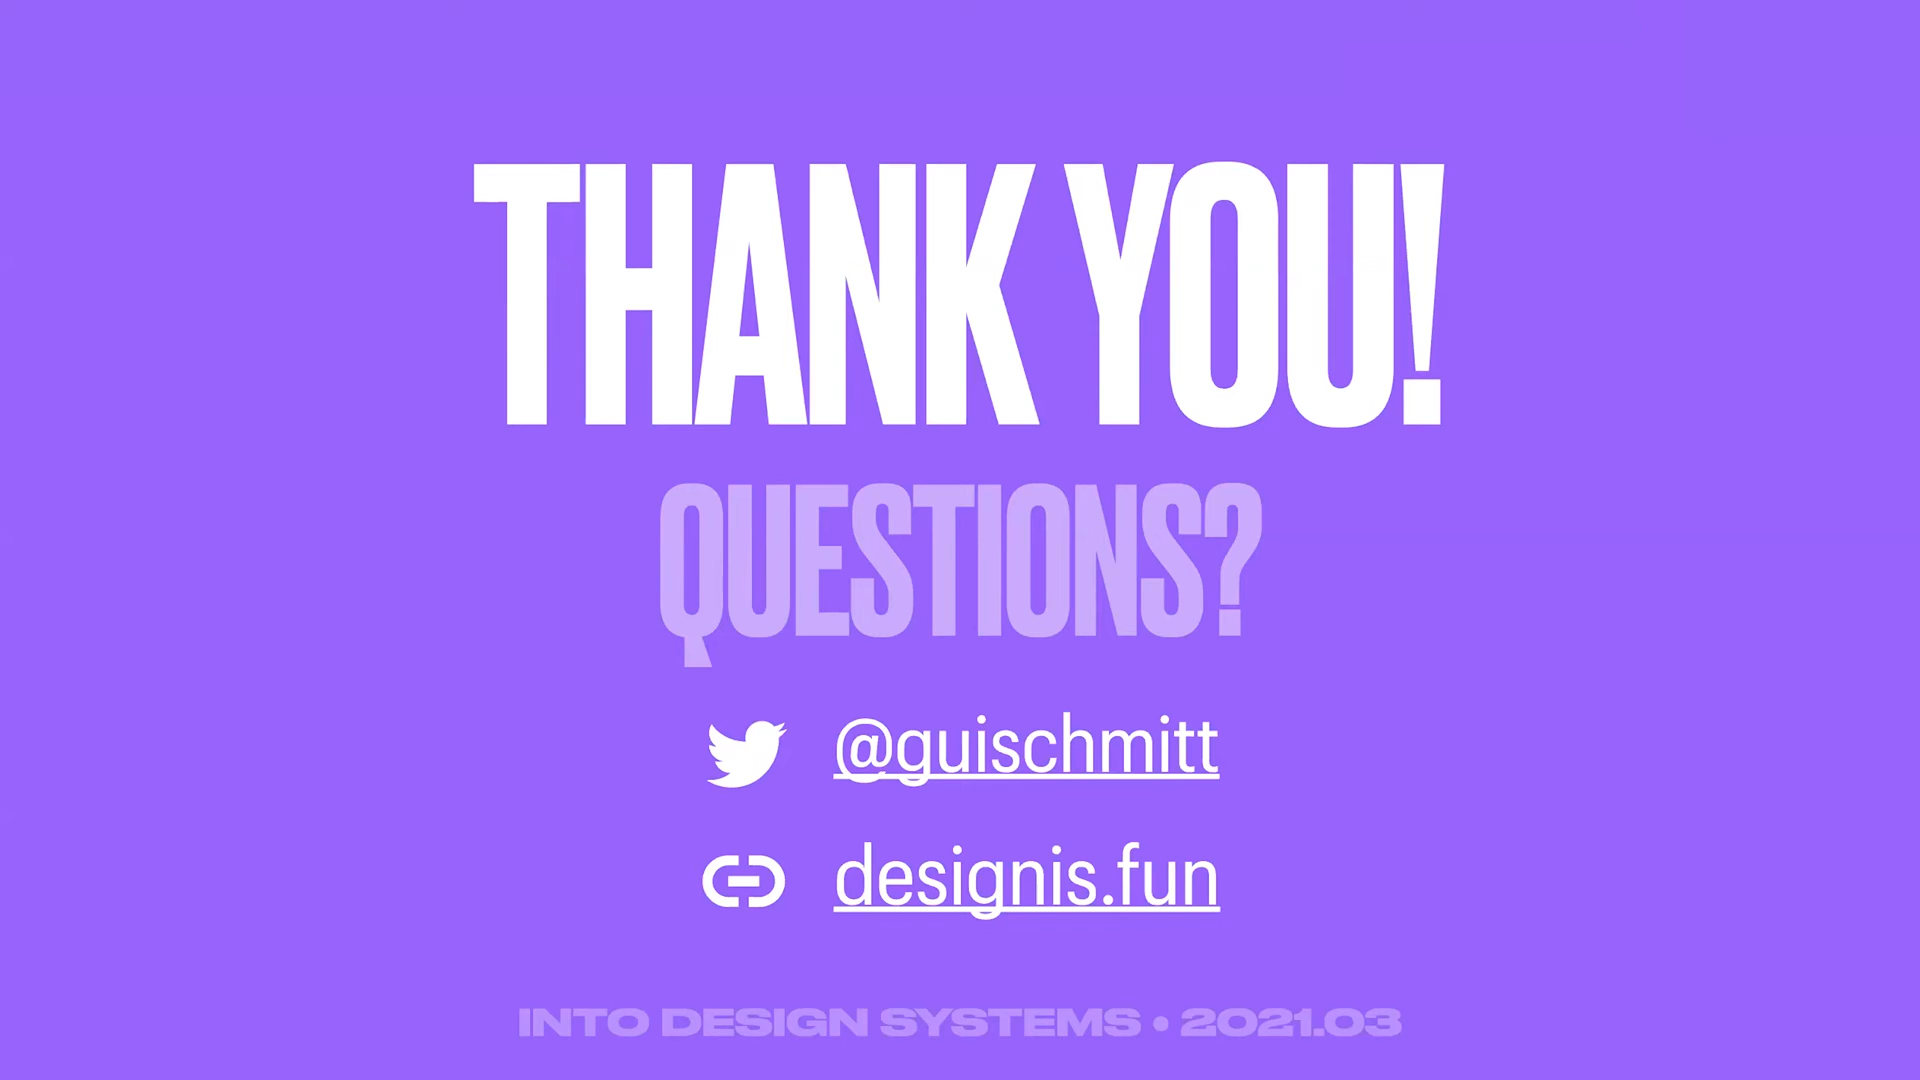 THANK YOU!
QUESTIONS?
@guischmitt
designis.fun
INTO DESIGN SYSTEMS • 2021.03